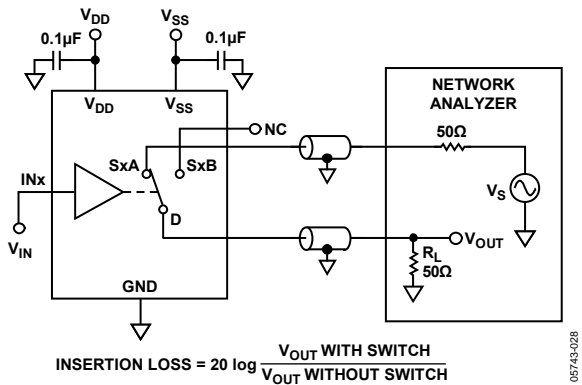 VDD
VSS
0.1µF
0.1µF
VDD
VSS
NETWORK
ANALYZER
NC
50Ω
SxA
SxB
INx
VS
D
VOUT
VIN
RL
50Ω
GND
INSERTION LOSS = 20 log VOUT WITH SWITCH
VOUT WITHOUT SWITCH
05743-028